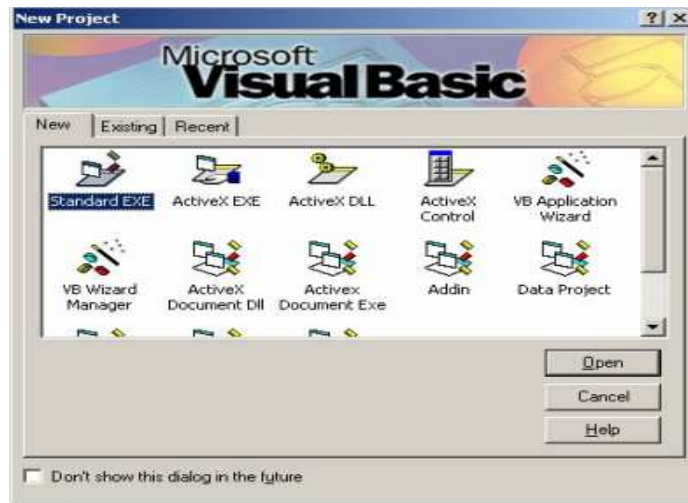 New Project
Microsoft
Visual Basic
New Existing Recent
Standard EXE ActiveX EXE ActiveX DLL ActiveX Control VB Application Wizard
VB Wizard Manager ActiveX Document Dll Activex Document Exe Addin Data Project
Open
Cancel
Help
Don't show this dialog in the future